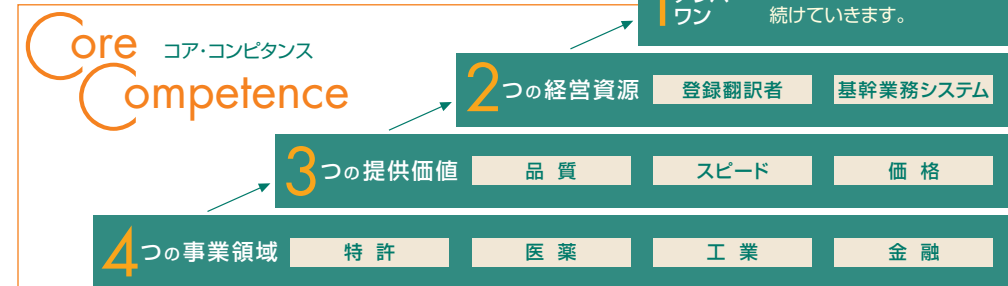 1
ワン 続けていきます。
Core
コア・コンピタンス
Competence
2つの経営資源 登録翻訳者 基幹業務システム
3つの提供価値 品質 スピード 価格
4つの事業領域 特許 医薬 工業 金融